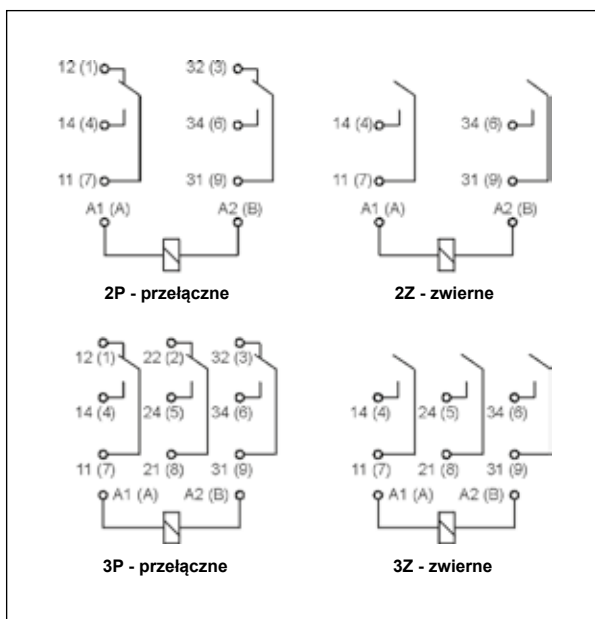 12 (1) 32 (3)
14 (4) 34 (6) 14 (4) 34 (6)
11 (7) 31 (9) 11 (7) 31 (9)
A1 (A) A2 (B) A1 (A) A2 (B)
2P - przełączne 2Z - zwierne
12 (1) 22 (2) 32 (3)
14 (4) 24 (5) 34 (6) 14 (4) 24 (5) 34 (6)
11 (7) 21 (8) 31 (9) 11 (7) 21 (8) 31 (9)
A1 (A) A2 (B) A1 (A) A2 (B)
3P - przełączne 3Z - zwierne